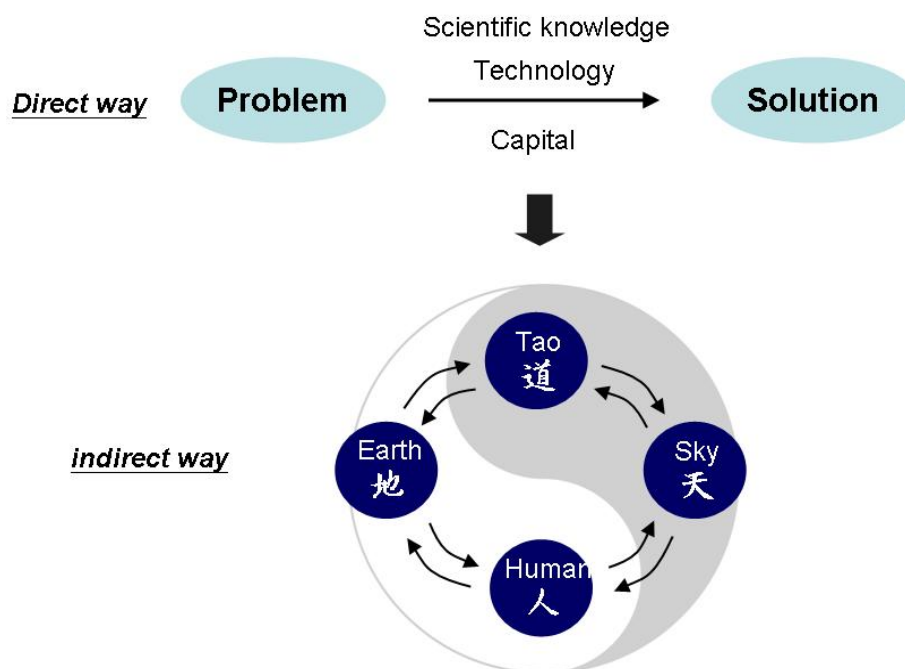 Scientific knowledge
Technology
Direct way
Problem
Solution
Capital
Tao
道
Earth
地
Sky
天
indirect way
Human
人